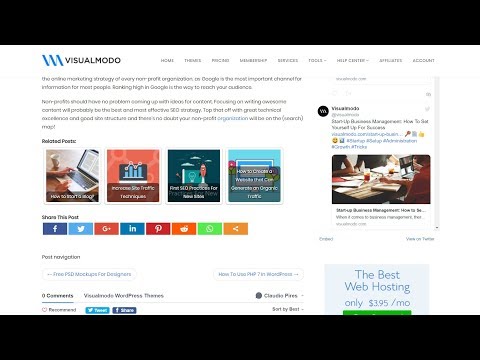 VISUALMODO
HOME THEMES PRICING MEMBERSHIP SERVICES TOOLS HELP CENTER AFFILIATES ACCOUNT
the online marketing strategy of every non-profit organization, as Google is the most important channel for
information for most people. Ranking high in Google is the way to reach your audience.
Non-profits should have no problem coming up with ideas for content. Focusing on writing awesome
content will probably be the best and most effective SEO strategy. Top that off with great technical
excellence and good site structure and there's no doubt your non-profit organization will be on the (search)
map!
Related Posts:
How to Start a Blog?
Increase Site Traffic
Techniques
First SEO Practices For
New Sites
How to Create a
Website that Can
Generate an Organic
Traffic
Share This Post
Post navigation
Free PSD Mockups For Designers
How To Use PHP 7 in WordPress
0 Comments Visualmodo WordPress Themes Claudio Pires
Recommend Tweet Share Sort by Best
Visualmodo
@visualmodo
Start-Up Business Management: How To Set
Yourself Up For Success
visualmodo.com/start-up-busin...
#Startup #Setup #Administration
#Growth #Tricks
Start-up Business Management: How to Se...
When it comes to business management, ther...
visualmodo.com
Embed View on Twitter
The Best
Web Hosting
only $3.95 /mo